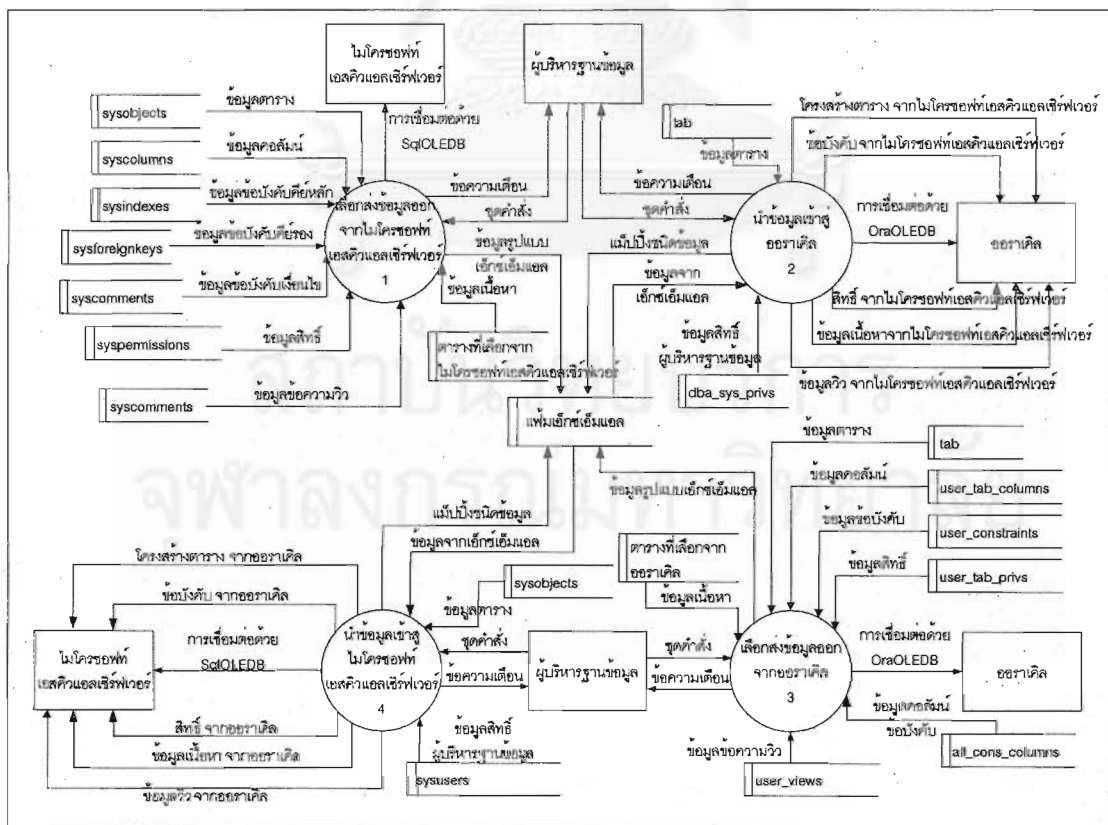 ไมโครซอฟท์
เอสคิวแอลเซิร์ฟเวอร์
ผู้บริหารฐานข้อมูล
sysobjects
ข้อมูลตาราง
การเชื่อมต่อด้วย
SqlOLEDB
syscolumns
ข้อมูลคอลัมน์
sysindexes
ข้อมูลข้อบังคับคีย์หลัก
sysforeignkeys
ข้อมูลข้อบังคับคีย์รอง
syscomments
ข้อมูลข้อบังคับเงื่อนไข
syspermissions
ข้อมูลสิทธิ์
syscomments
ข้อมูลข้อความวิว
เลือกส่งข้อมูลออก
จากไมโครซอฟท์
เอสคิวแอลเซิร์ฟเวอร์
1
ข้อความเตือน
ชุดคำสั่ง
ข้อมูลรูปแบบ
เอ็กซ์เอ็มแอล
ข้อมูลเนื้อหา
ตารางที่เลือกจาก
ไมโครซอฟท์เอสคิวแอลเซิร์ฟเวอร์
tab
ข้อมูลตาราง
ข้อความเตือน
ชุดคำสั่ง
แม็ปปิ้งชนิดข้อมูล
ข้อมูลจาก
เอ็กซ์เอ็มแอล
ข้อมูลสิทธิ์
ผู้บริหารฐานข้อมูล
dba_sys_privs
นำข้อมูลเข้าสู่
ออราเคิล
2
โครงสร้างตาราง จากไมโครซอฟท์เอสคิวแอลเซิร์ฟเวอร์
ข้อบังคับ จากไมโครซอฟท์เอสคิวแอลเซิร์ฟเวอร์
การเชื่อมต่อด้วย
OraOLEDB
ออราเคิล
สิทธิ์ จากไมโครซอฟท์เอสคิวแอลเซิร์ฟเวอร์
ข้อมูลเนื้อหาจากไมโครซอฟท์เอสคิวแอลเซิร์ฟเวอร์
ข้อมูลวิว จากไมโครซอฟท์เอสคิวแอลเซิร์ฟเวอร์
แฟ้มเอ็กซ์เอ็มแอล
แม็ปปิ้งชนิดข้อมูล
ข้อมูลจากเอ็กซ์เอ็มแอล
ข้อมูลรูปแบบเอ็กซ์เอ็มแอล
ข้อมูลตาราง
tab
ข้อมูลคอลัมน์
user_tab_columns
ข้อมูลข้อบังคับ
user_constraints
ข้อมูลสิทธิ์
user_tab_privs
ตารางที่เลือกจาก
ออราเคิล
ข้อมูลเนื้อหา
โครงสร้างตาราง จากออราเคิล
ข้อบังคับ จากออราเคิล
การเชื่อมต่อด้วย
SqlOLEDB
ไมโครซอฟท์
เอสคิวแอลเซิร์ฟเวอร์
สิทธิ์ จากออราเคิล
ข้อมูลเนื้อหา จากออราเคิล
ข้อมูลวิว จากออราเคิล
sysobjects
ข้อมูลตาราง
นำข้อมูลเข้าสู่
ไมโครซอฟท์
เอสคิวแอลเซิร์ฟเวอร์
4
ชุดคำสั่ง
ข้อความเตือน
ข้อมูลสิทธิ์
ผู้บริหารฐานข้อมูล
sysusers
ผู้บริหารฐานข้อมูล
ชุดคำสั่ง
ข้อความเตือน
เลือกส่งข้อมูลออก
จากออราเคิล
3
การเชื่อมต่อด้วย
OraOLEDB
ออราเคิล
ข้อมูลคอลัมน์
ข้อบังคับ
all_cons_columns
ข้อมูลข้อความวิว
user_views
สถาบันวิทยบริการ
จุฬาลงกรณ์มหาวิทยาลัย